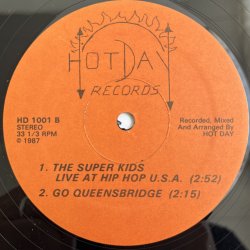 HOT DAY
RECORDS
HD 1001 B
STEREO
33 1/3 RPM
℗ 1987
Recorded, Mixed
And Arranged By
HOT DAY
1. THE SUPER KIDS
LIVE AT HIP HOP U.S.A. (2:52)
2. GO QUEENSBRIDGE (2:15)